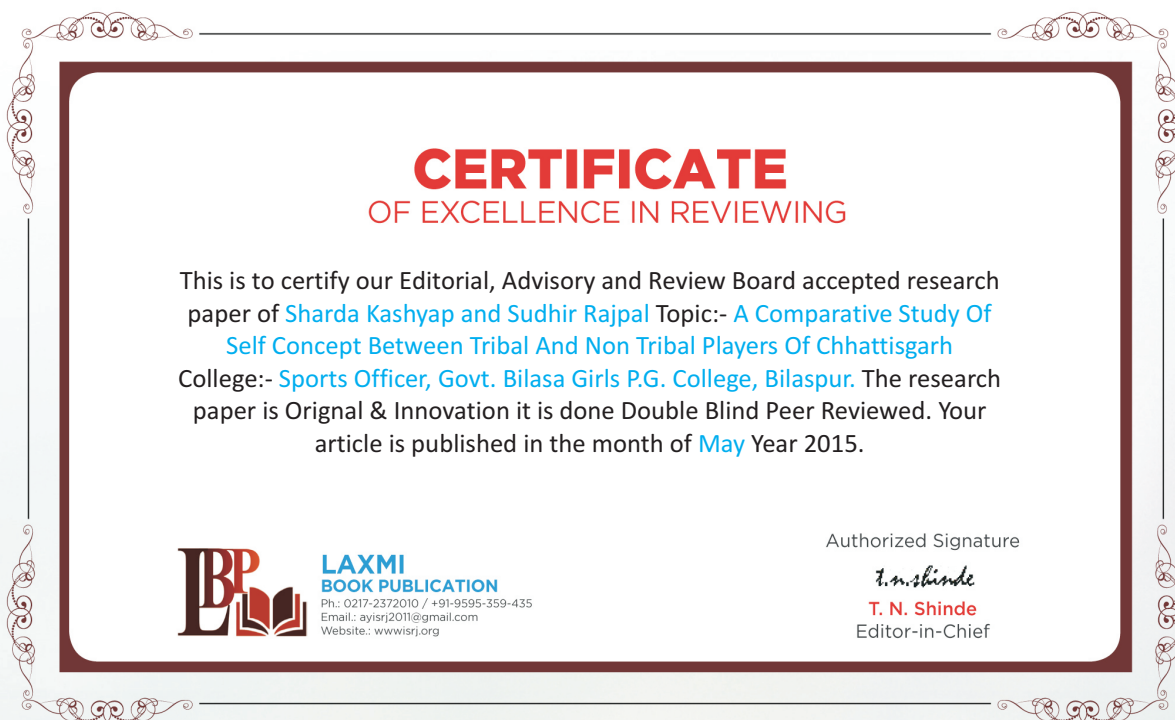 CERTIFICATE
OF EXCELLENCE IN REVIEWING
This is to certify our Editorial, Advisory and Review Board accepted research
paper of Sharda Kashyap and Sudhir Rajpal Topic:- A Comparative Study Of
Self Concept Between Tribal And Non Tribal Players Of Chhattisgarh
College:- Sports Officer, Govt. Bilasa Girls P.G. College, Bilaspur. The research
paper is Orignal & Innovation it is done Double Blind Peer Reviewed. Your
article is published in the month of May Year 2015.
LBP
LAXMI
BOOK PUBLICATION
Ph.: 0217-2372010 / +91-9595-359-435
Email.: ayisrj2011@gmail.com
Website.: wwwisrj.org
Authorized Signature
t.n.shinde
T. N. Shinde
Editor-in-Chief